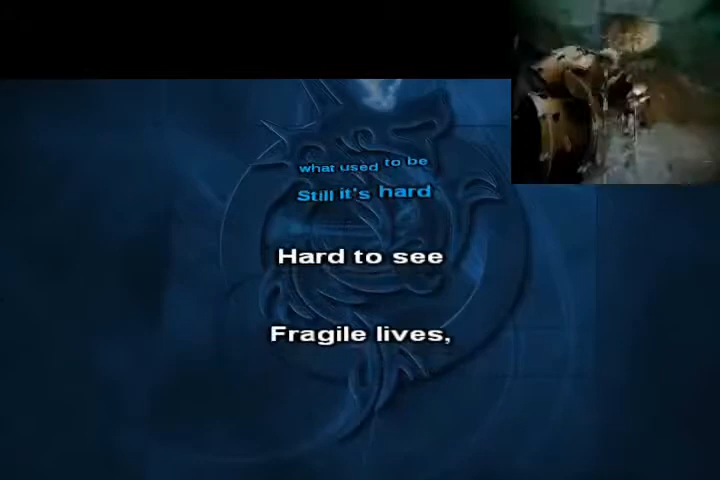 what used to be
Still it's hard
Hard to see
Fragile lives,